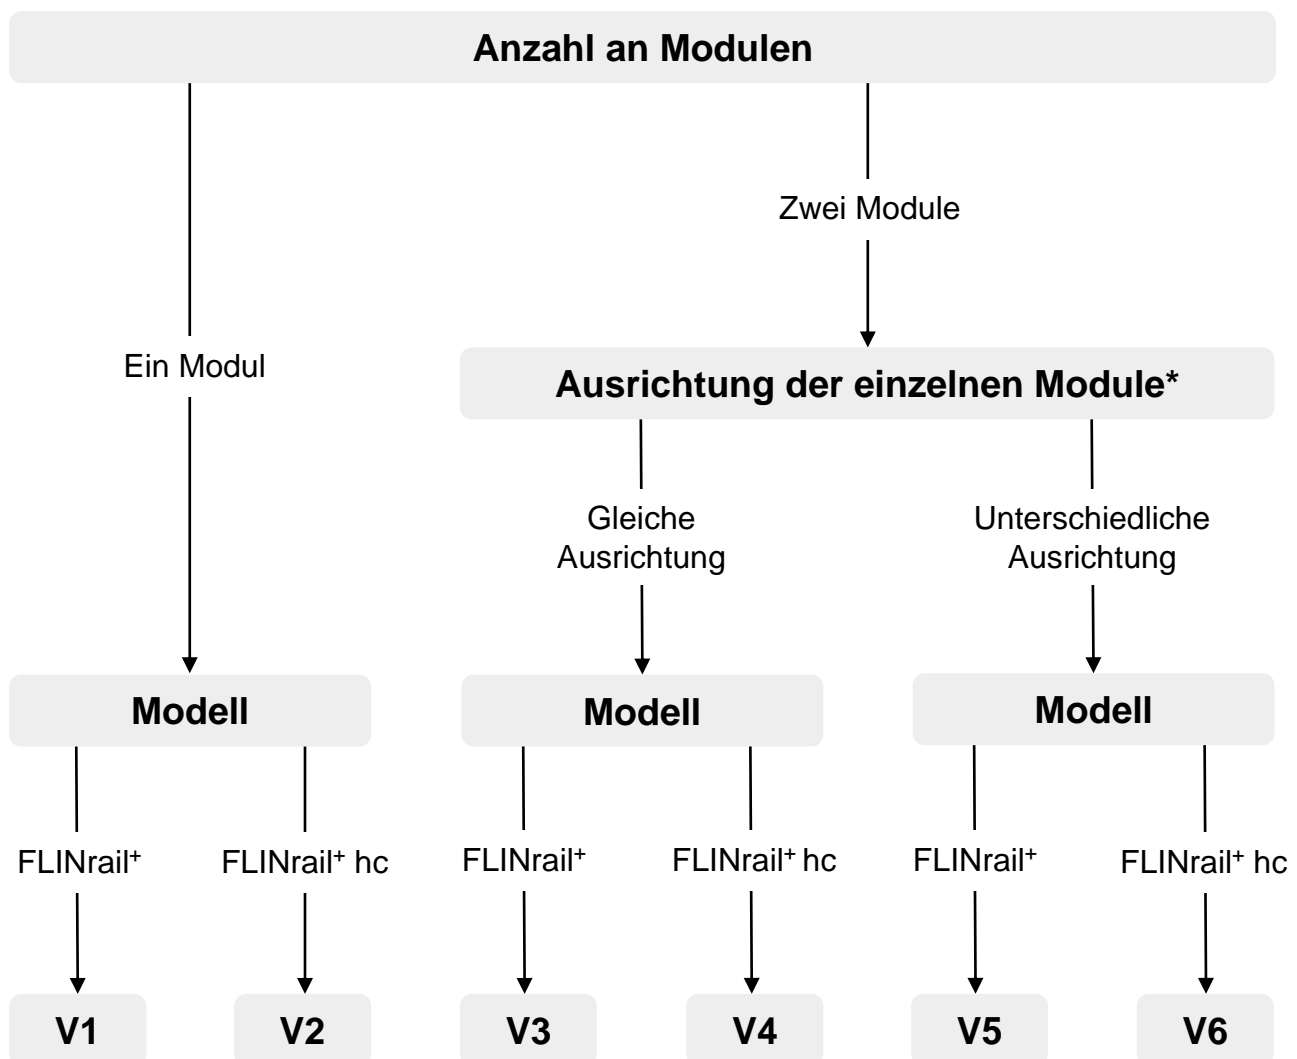 Anzahl an Modulen
Zwei Module
Ein Modul
Ausrichtung der einzelnen Module*
Gleiche
Ausrichtung
Unterschiedliche
Ausrichtung
Modell
Modell
Modell
FLINrail⁺
FLINrail⁺ hc
FLINrail⁺
FLINrail⁺ hc
FLINrail⁺
FLINrail⁺ hc
V1
V2
V3
V4
V5
V6